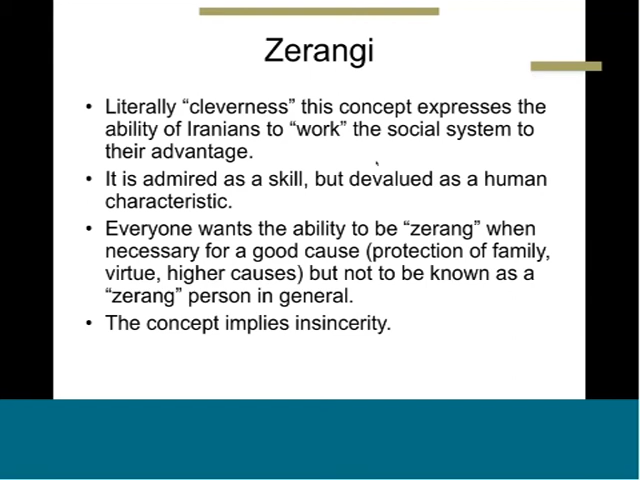 Zerangi
• Literally “cleverness” this concept expresses the
ability of Iranians to “work” the social system to
their advantage.
• It is admired as a skill, but devalued as a human
characteristic.
• Everyone wants the ability to be “zerang” when
necessary for a good cause (protection of family,
virtue, higher causes) but not to be known as a
“zerang” person in general.
• The concept implies insincerity.